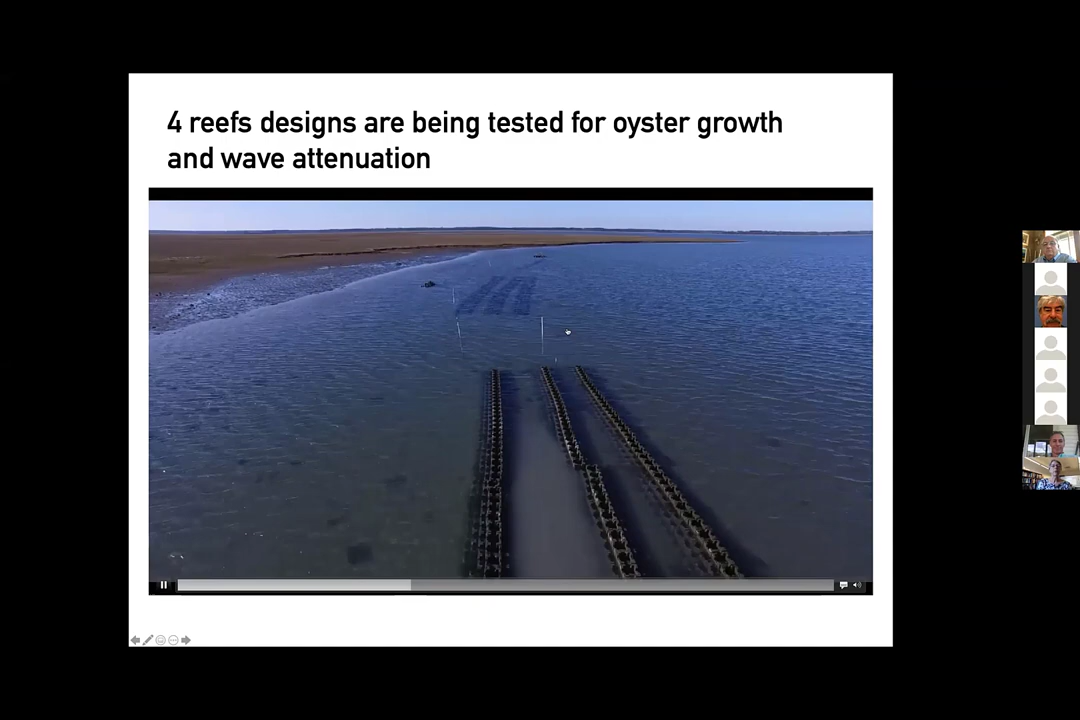 4 reefs designs are being tested for oyster growth
and wave attenuation